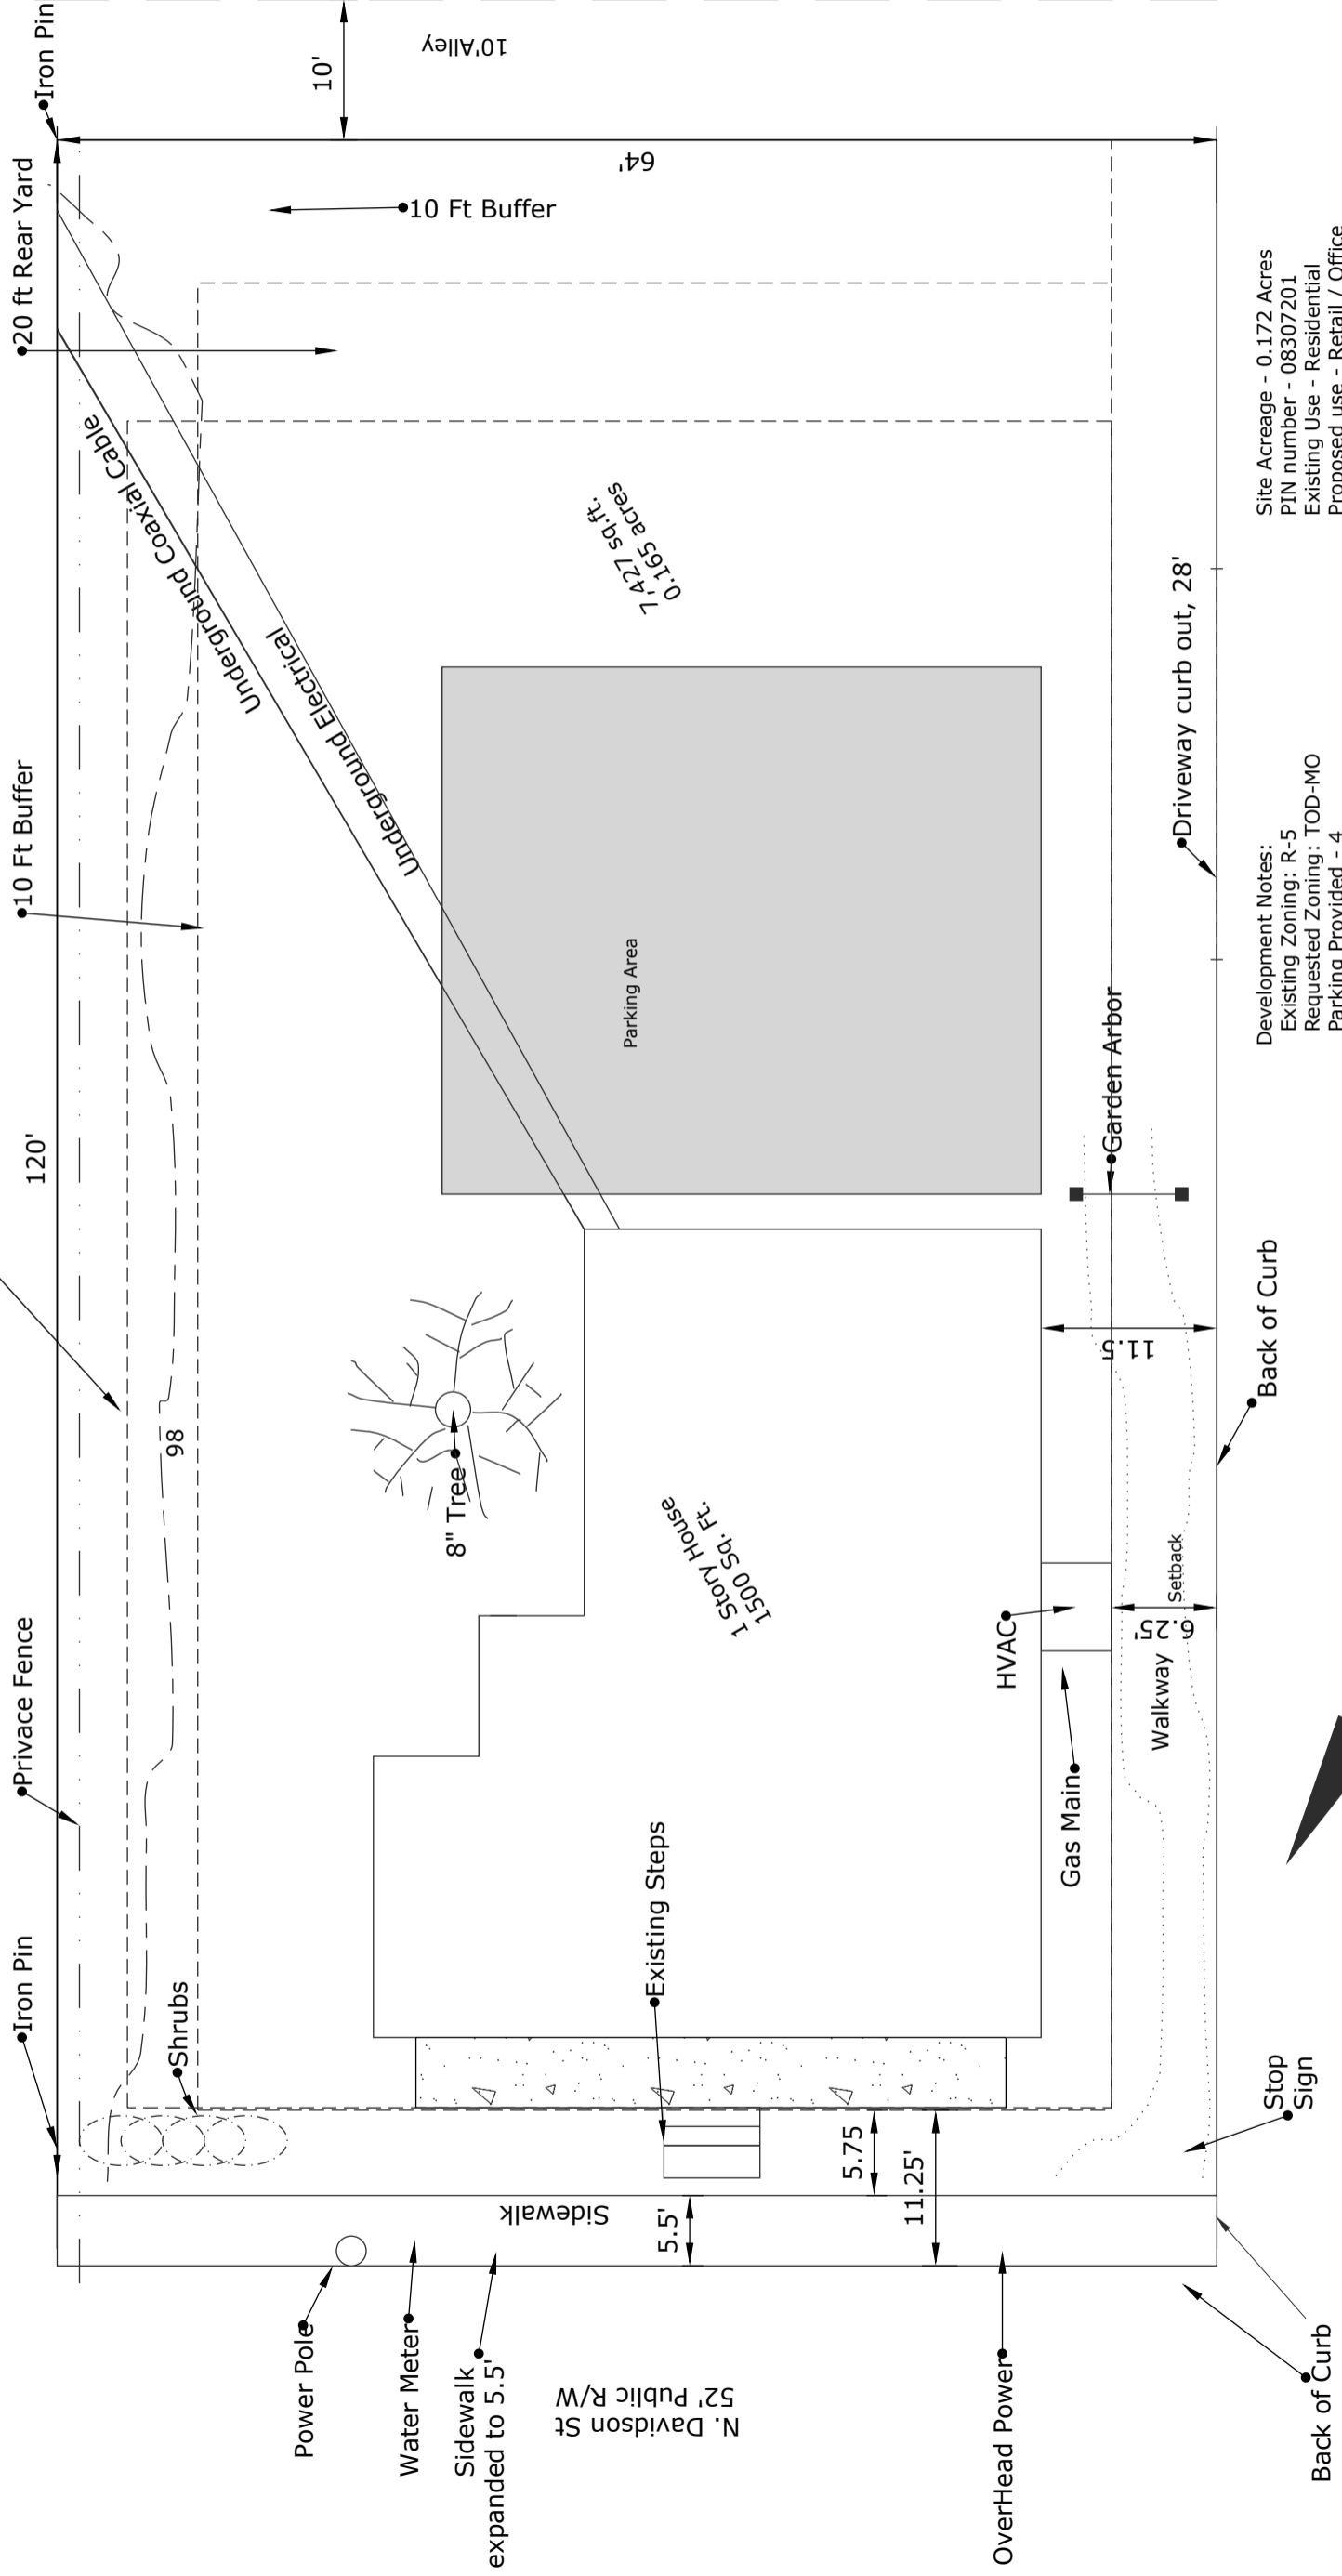 Iron Pin
Privace Fence
120'
10 Ft Buffer
20 ft Rear Yard
Iron Pin
10'
10'Alley
64'
10 Ft Buffer
Shrubs
98
Underground Coaxial Cable
Underground Electrical
7,427 sq.ft.
0.165 acres
Parking Area
8" Tree
1 Story House
1500 Sq. Ft.
Existing Steps
HVAC
Gas Main
Garden Arbor
11.5
6.25'
Setback
Walkway
Driveway curb out, 28'
Back of Curb
Stop
Sign
5.75
11.25'
5.5'
Sidewalk
Power Pole
Water Meter
Sidewalk
expanded to 5.5'
N. Davidson St
52' Public R/W
OverHead Power
Back of Curb
Development Notes:
Existing Zoning: R-5
Requested Zoning: TOD-MO
Parking Provided - 4
Site Acreage - 0.172 Acres
PIN number - 08307201
Existing Use - Residential
Proposed use - Retail / Office